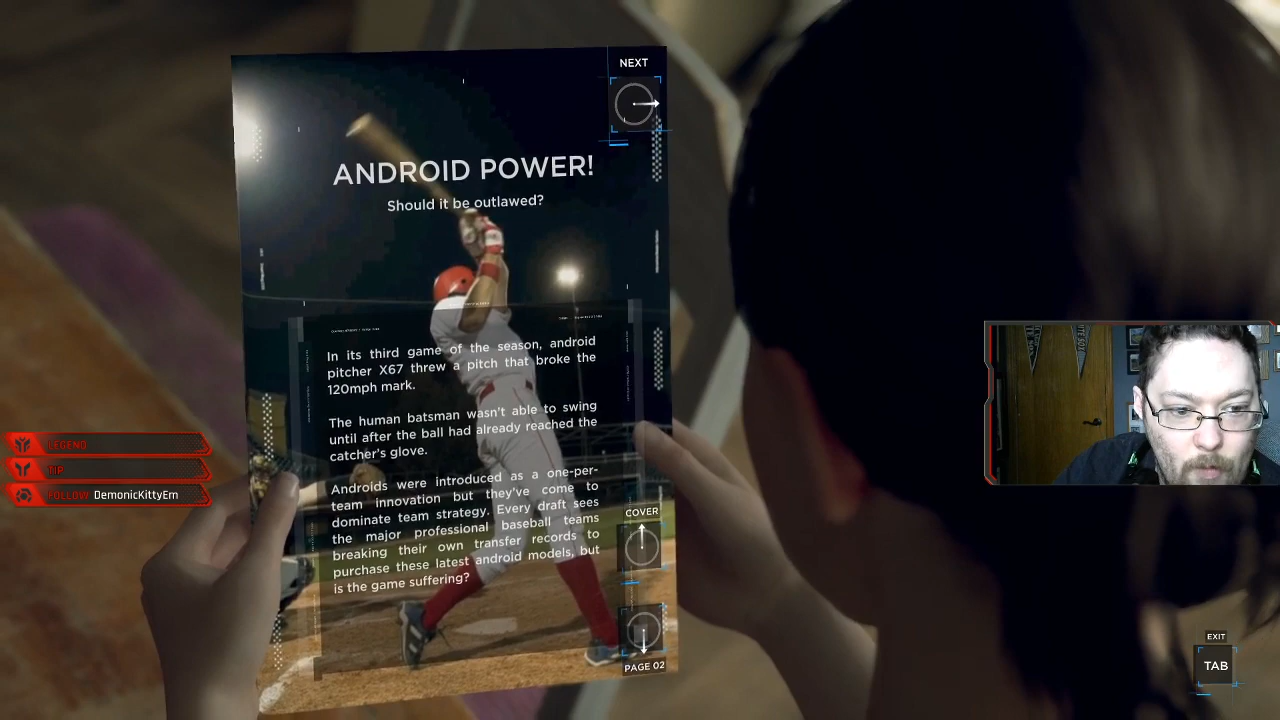 NEXT
ANDROID POWER!
Should it be outlawed?
In its third game of the season, android
pitcher X67 threw a pitch that broke the
120mph mark.
The human batsman wasn't able to swing
until after the ball had already reached the
catcher's glove.
Androids were introduced as a one-per-
team innovation but they've come to
dominate team strategy. Every draft sees
the major professional baseball teams
breaking their own transfer records to
purchase these latest android models, but
is the game suffering?
COVER
PAGE 02
LEGEND
TIP
FOLLOW DemonicKittyEm
EXIT
TAB